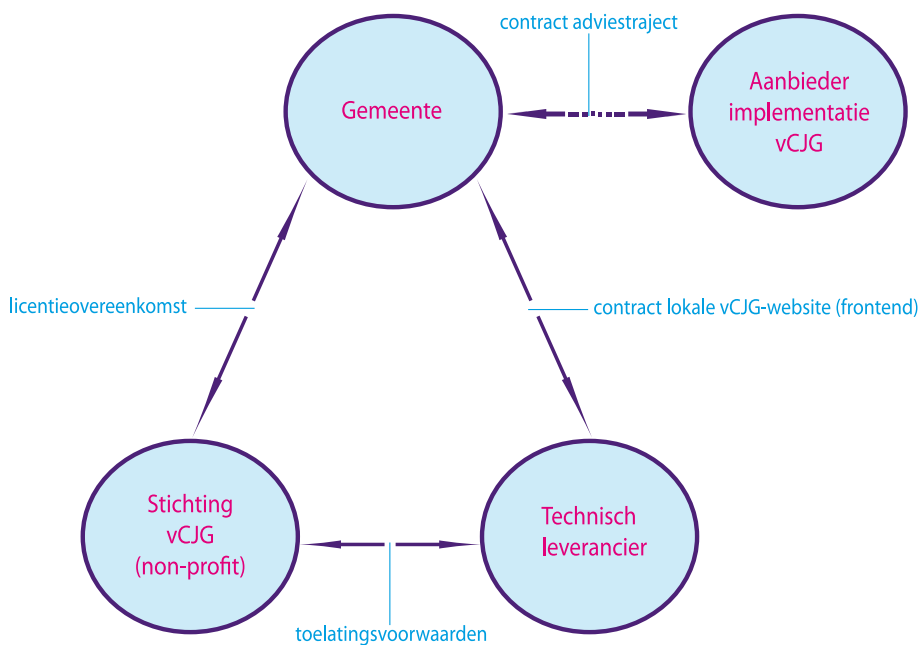 contract adviestraject
Gemeente
Aanbieder
implementatie
vCJG
licentieovereenkomst
contract lokale vCJG-website (frontend)
Stichting
vCJG
(non-profit)
Technisch
leverancier
toelatingsvoorwaarden